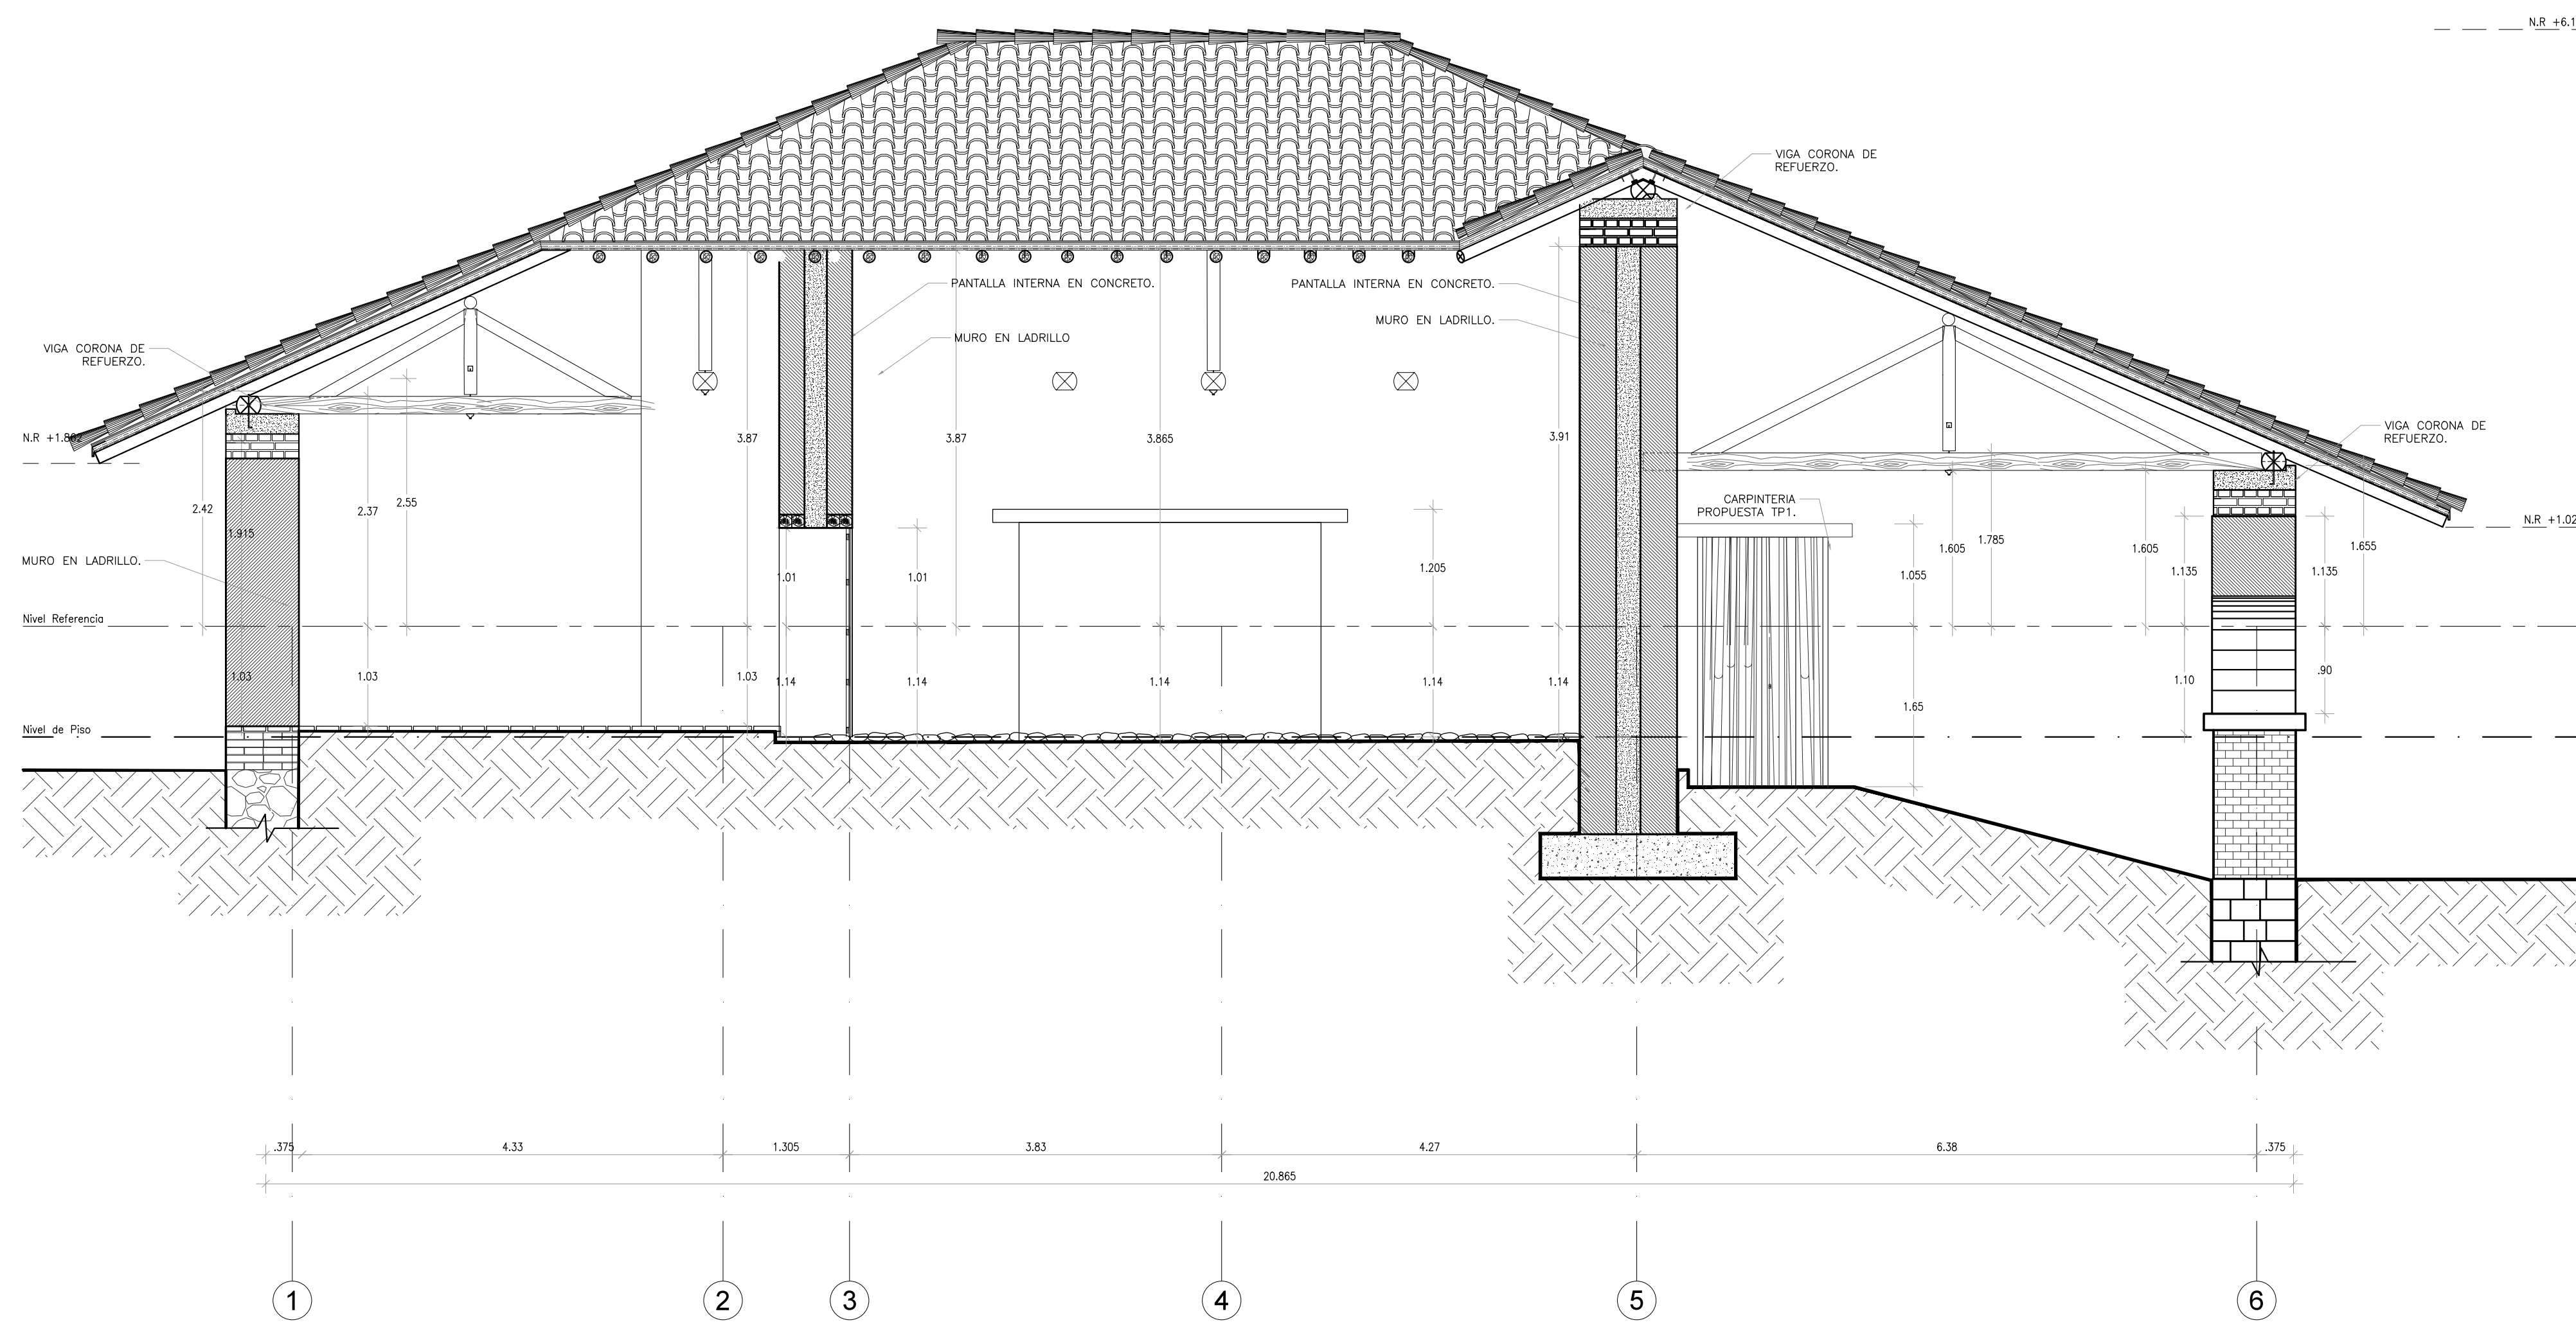 N.R +6.1
VIGA CORONA DE
REFUERZO.
PANTALLA INTERNA EN CONCRETO.
PANTALLA INTERNA EN CONCRETO.
MURO EN LADRILLO
MURO EN LADRILLO.
VIGA CORONA DE
REFUERZO.
N.R +1.802
3.87
3.87
3.865
3.91
VIGA CORONA DE
REFUERZO.
2.42
2.37
2.55
CARPINTERIA
PROPUESTA TP1.
N.R +1.02
1.915
1.01
1.01
1.205
1.055
1.605
1.785
1.605
1.135
1.135
1.655
MURO EN LADRILLO.
Nivel Referencia
1.03
1.03
1.03
1.14
1.14
1.14
1.14
1.14
1.65
1.10
.90
Nivel de Piso
.375
4.33
1.305
3.83
4.27
6.38
.375
20.865
1
2
3
4
5
6